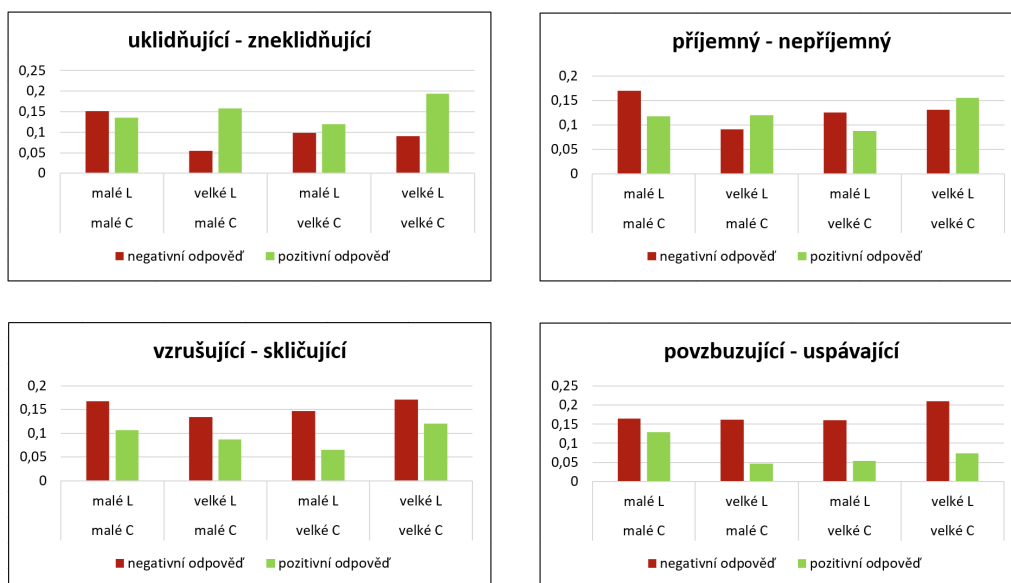 uklidňující - zneklidňující
0,25
0,2
0,15
0,1
0,05
0
malé L velké L malé L velké L
malé C malé C velké C velké C
negativní odpověď pozitivní odpověď
příjemný - nepříjemný
0,2
0,15
0,1
0,05
0
malé L velké L malé L velké L
malé C malé C velké C velké C
negativní odpověď pozitivní odpověď
vzrušující - skličující
0,2
0,15
0,1
0,05
0
malé L velké L malé L velké L
malé C malé C velké C velké C
negativní odpověď pozitivní odpověď
povzbuzující - uspávající
0,25
0,2
0,15
0,1
0,05
0
malé L velké L malé L velké L
malé C malé C velké C velké C
negativní odpověď pozitivní odpověď